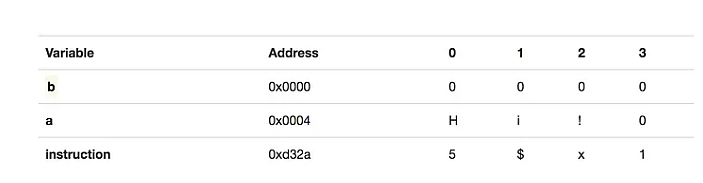 Variable Address 0 1 2 3
b 0x0000 0 0 0 0
a 0x0004 H i ! 0
instruction 0xd32a 5 $ x 1